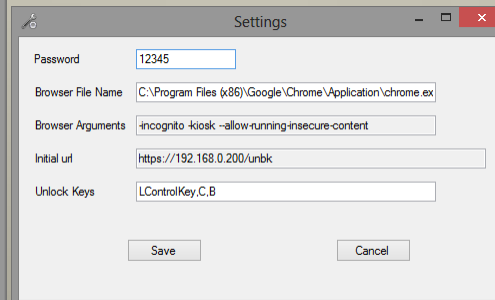 Settings
Password 12345
Browser File Name C:\Program Files (x86)\Google\Chrome\Application\chrome.ex
Browser Arguments -incognito -kiosk --allow-running-insecure-content
Initial url https://192.168.0.200/unbk
Unlock Keys LControlKey,C,B
Save Cancel